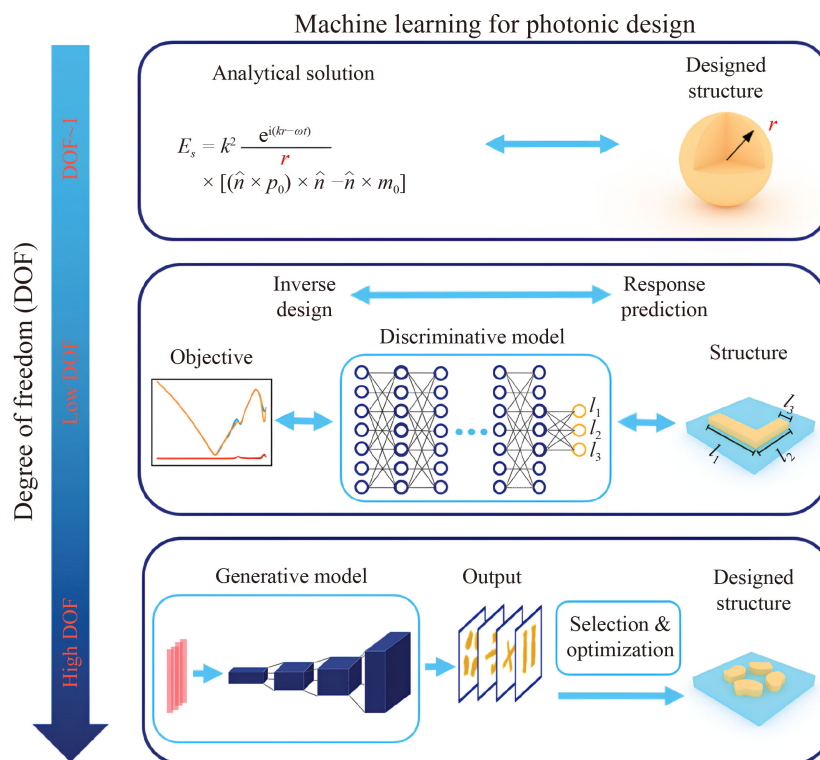 Machine learning for photonic design
Degree of freedom (DOF)
DOF~1
Analytical solution
Designed
structure
E_s = k² e^{i(kr−ωt)} / r
× [(n̂ × p₀) × n̂ − n̂ × m₀]
r
Low DOF
Inverse
design
Response
prediction
Objective
Discriminative model
Structure
l₁
l₂
l₃
l₁
l₂
l₃
High DOF
Generative model
Output
Selection &
optimization
Designed
structure